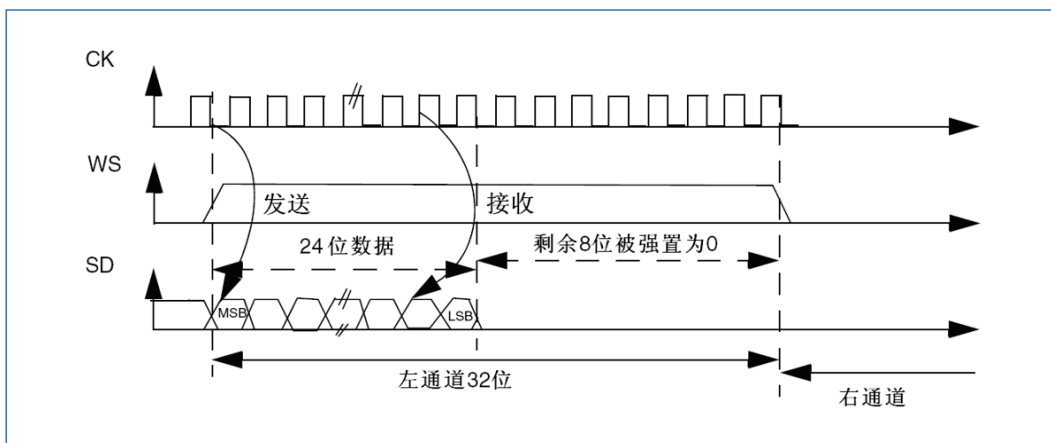 CK
WS
发送
接收
24位数据
剩余8位被强置为0
SD
MSB
LSB
左通道32位
右通道